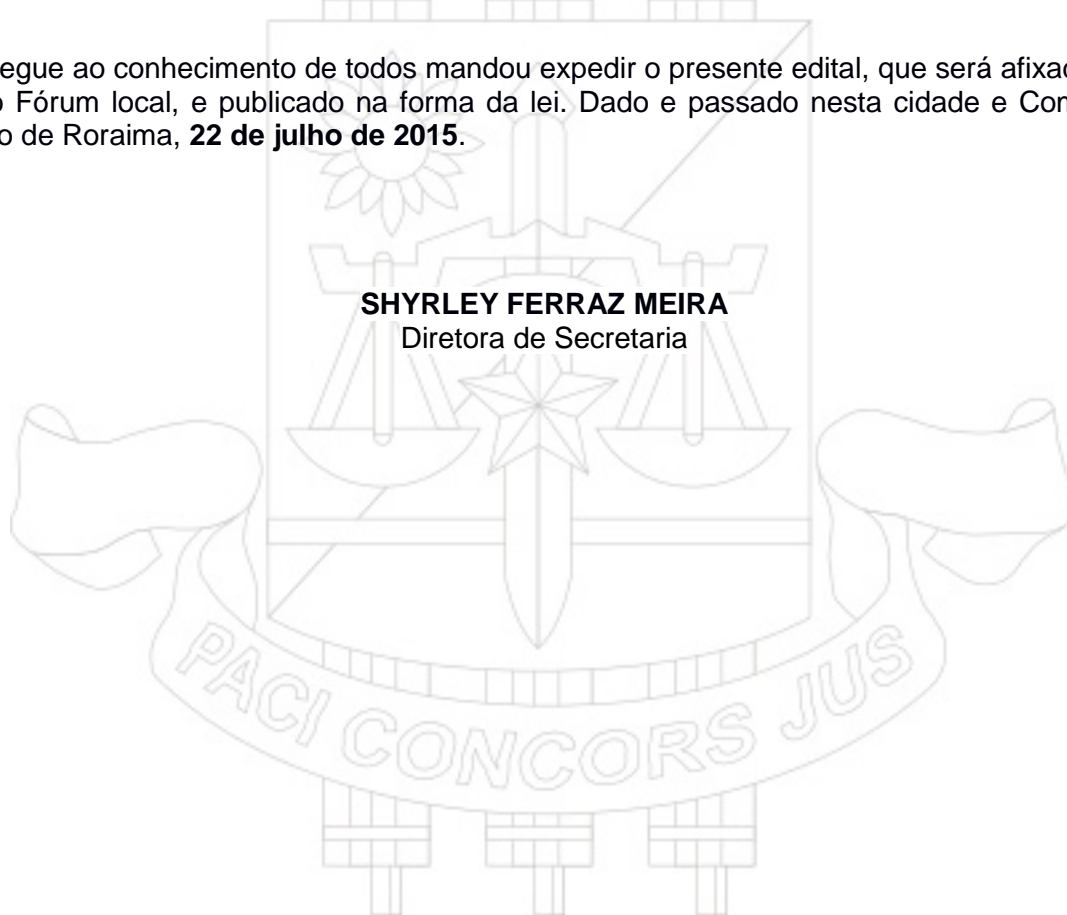 egue ao conhecimento de todos mandou expedir o presente edital, que será afixa
Fórum local, e publicado na forma da lei. Dado e passado nesta cidade e Co
o de Roraima, 22 de julho de 2015.
SHYRLEY FERRAZ MEIRA
Diretora de Secretaria
PACI CONCORS JUS